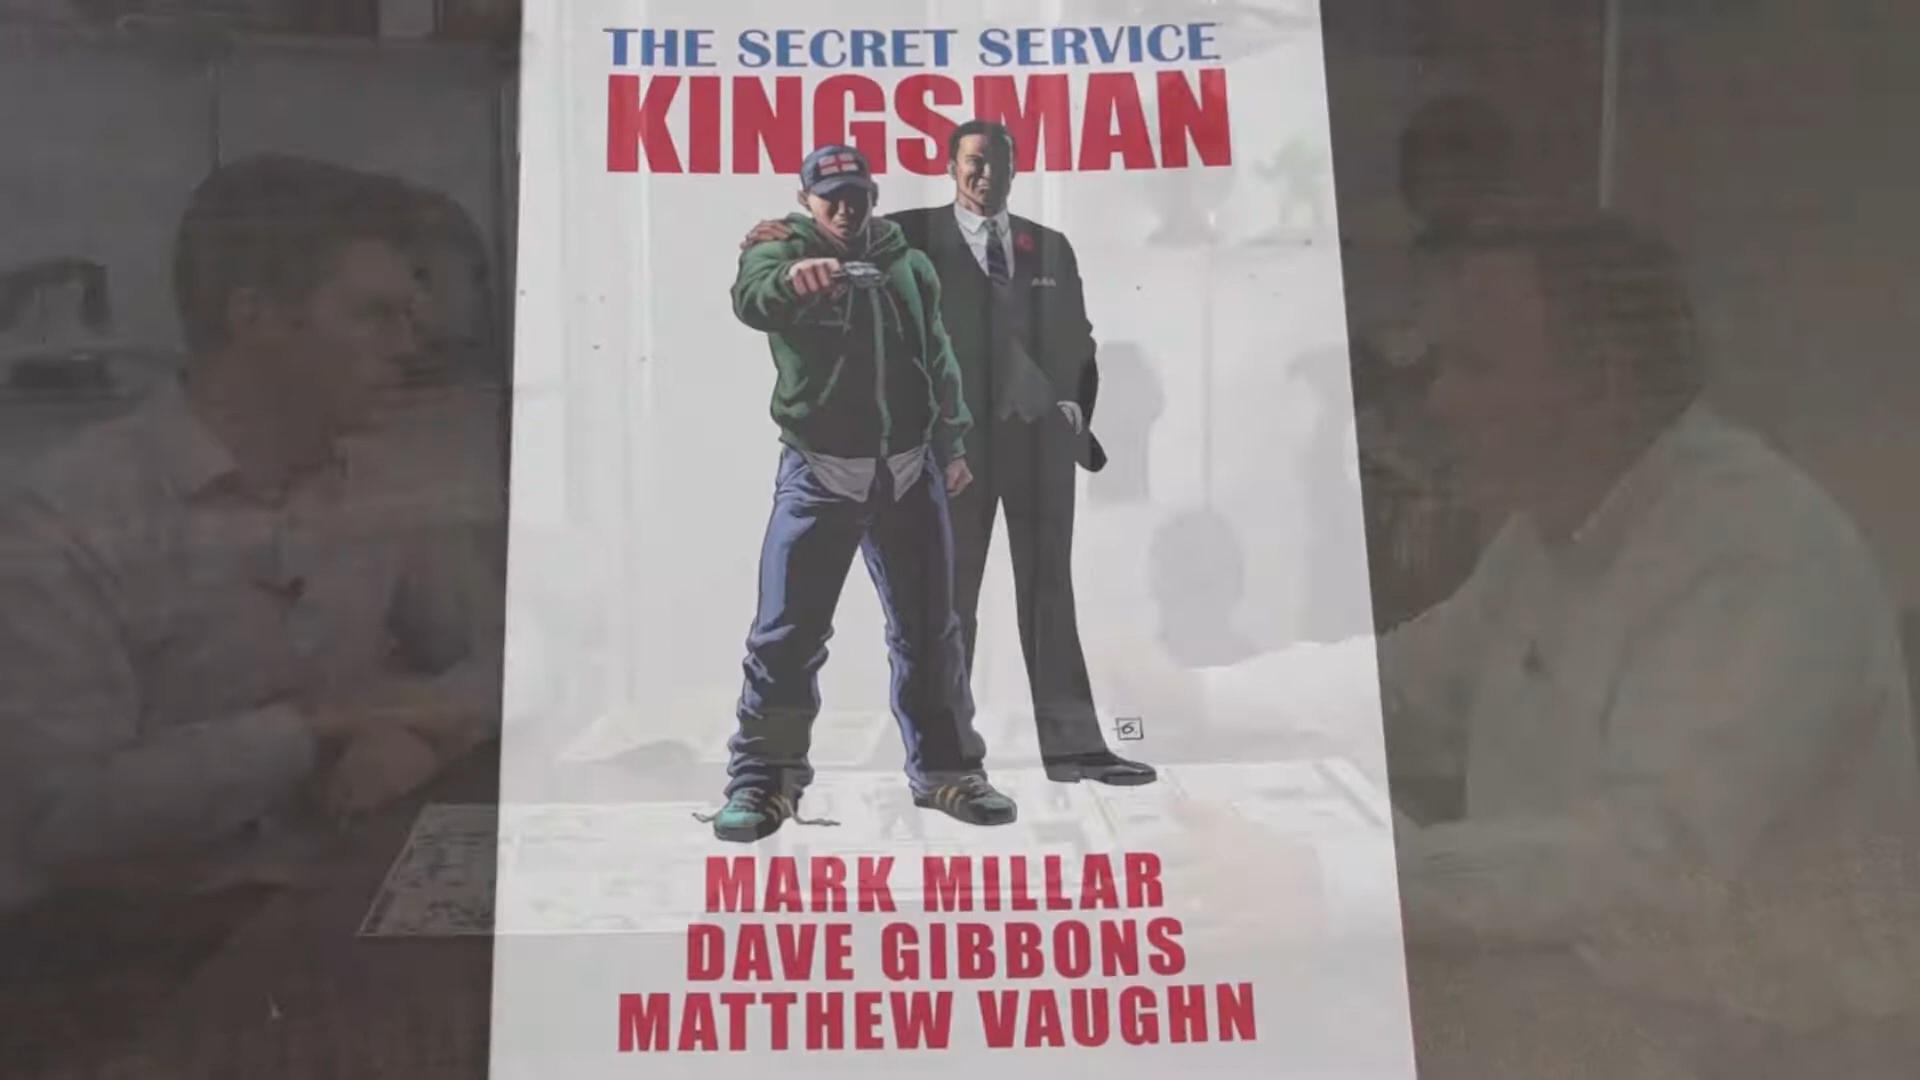 THE SECRET SERVICE
KINGSMAN
MARK MILLAR
DAVE GIBBONS
MATTHEW VAUGHN